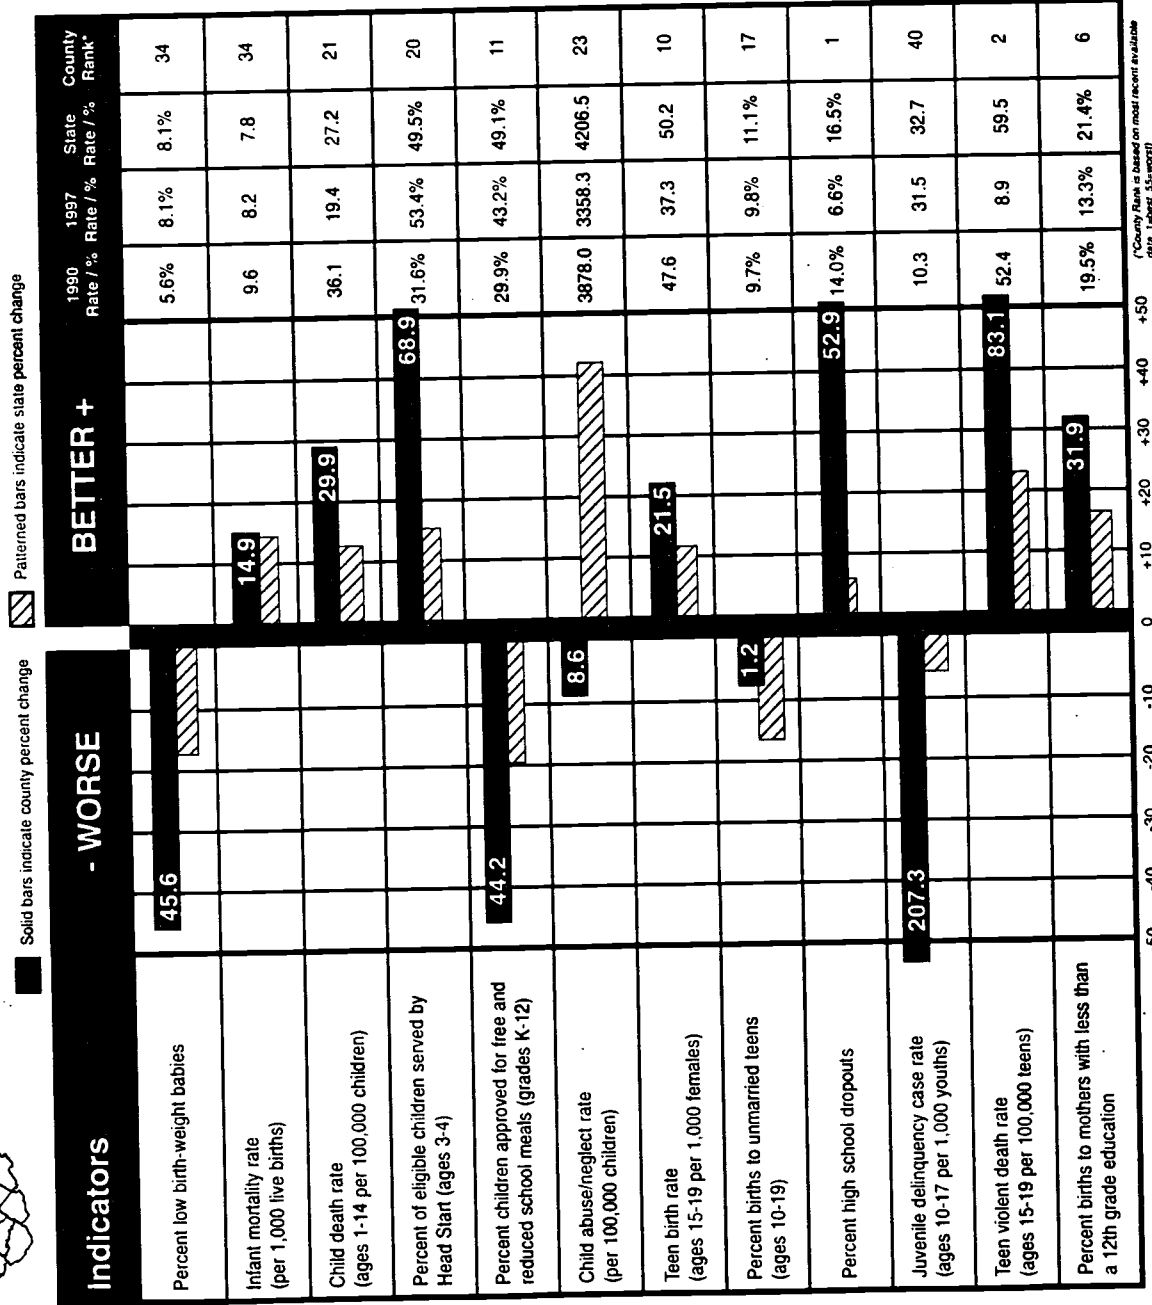 Solid bars indicate county percent change
Patterned bars indicate state percent change
Indicators - WORSE BETTER + 1990 Rate / % 1997 Rate / % State Rate / % County Rank*
Percent low birth-weight babies 45.6 5.6% 8.1% 8.1% 34
Infant mortality rate
(per 1,000 live births) 14.9 9.6 8.2 7.8 34
Child death rate
(ages 1-14 per 100,000 children) 29.9 36.1 19.4 27.2 21
Percent of eligible children served by
Head Start (ages 3-4) 68.9 31.6% 53.4% 49.5% 20
Percent children approved for free and
reduced school meals (grades K-12) 44.2 29.9% 43.2% 49.1% 11
Child abuse/neglect rate
(per 100,000 children) 8.6 3878.0 3358.3 4206.5 23
Teen birth rate
(ages 15-19 per 1,000 females) 21.5 47.6 37.3 50.2 10
Percent births to unmarried teens
(ages 10-19) 1.2 9.7% 9.8% 11.1% 17
Percent high school dropouts 52.9 14.0% 6.6% 16.5% 1
Juvenile delinquency case rate
(ages 10-17 per 1,000 youths) 207.3 10.3 31.5 32.7 40
Teen violent death rate
(ages 15-19 per 100,000 teens) 83.1 52.4 8.9 59.5 2
Percent births to mothers with less than
a 12th grade education 31.9 19.5% 13.3% 21.4% 6
-50 -40 -30 -20 -10 0 +10 +20 +30 +40 +50
(*County Rank is based on most recent available
data. 1=best, 55=worst)